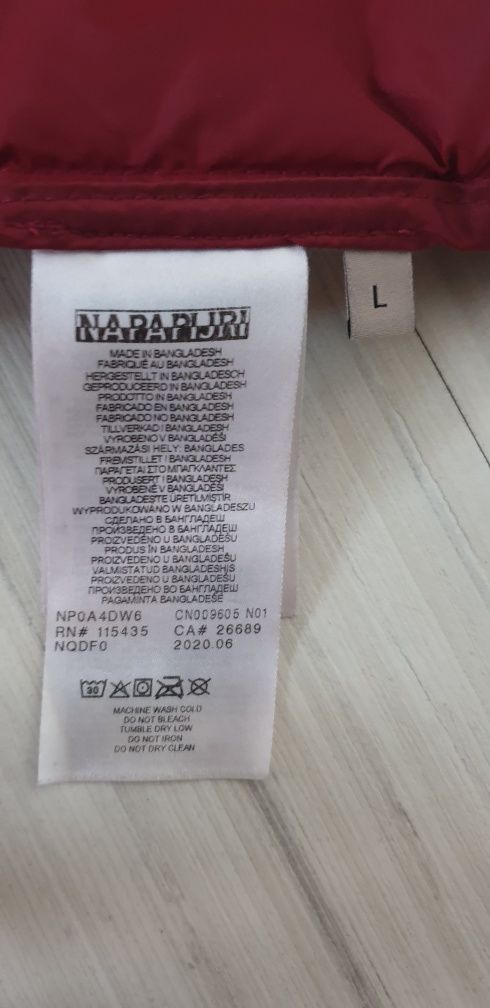 NAPAPIJRI
L
MADE IN BANGLADESH
FABRIQUÉ AU BANGLADESH
HERGESTELLT IN BANGLADESCH
GEPRODUCEERD IN BANGLADESH
PRODOTTO IN BANGLADESH
FABRICADO EN BANGLADESH
FABRICADO NO BANGLADESH
TILLVERKAD I BANGLADESH
VYROBENO V BANGLADÉŠI
SZÁRMAZÁSI HELY: BANGLADES
FREMSTILLET I BANGLADESH
ΠΑΡΑΓΕΤΑΙ ΣΤΟ ΜΠΑΓΚΛΑΝΤΕΣ
PRODUSERT I BANGLADESH
VYROBENÉ V BANGLADÉŠI
BANGLADEŞTE ÜRETİLMİŞTİR
WYPRODUKOWANO W BANGLADESZU
СДЕЛАНО В БАНГЛАДЕШ
ПРОИЗВЕДЕНО В БАНГЛАДЕШ
PROIZVEDENO U BANGLADEŠU
PRODUS ÎN BANGLADESH
PROIZVEDENO U BANGLADEŠU
VALMISTATUD BANGLADESHIS
PROIZVEDENO U BANGLADEŠU
ПРОИЗВЕДЕНО ВО БАНГЛАДЕШ
PAGAMINTA BANGLADEŠE
NP0A4DW6 CN009605 N01
RN# 115435 CA# 26689
NQDF0 2020.06
30
MACHINE WASH COLD
DO NOT BLEACH
TUMBLE DRY LOW
DO NOT IRON
DO NOT DRY CLEAN